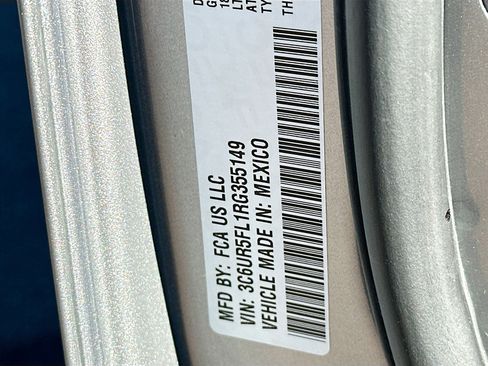 MFD BY: FCA US LLC
VIN: 3C6UR5FL1RG355149
VEHICLE MADE IN: MEXICO